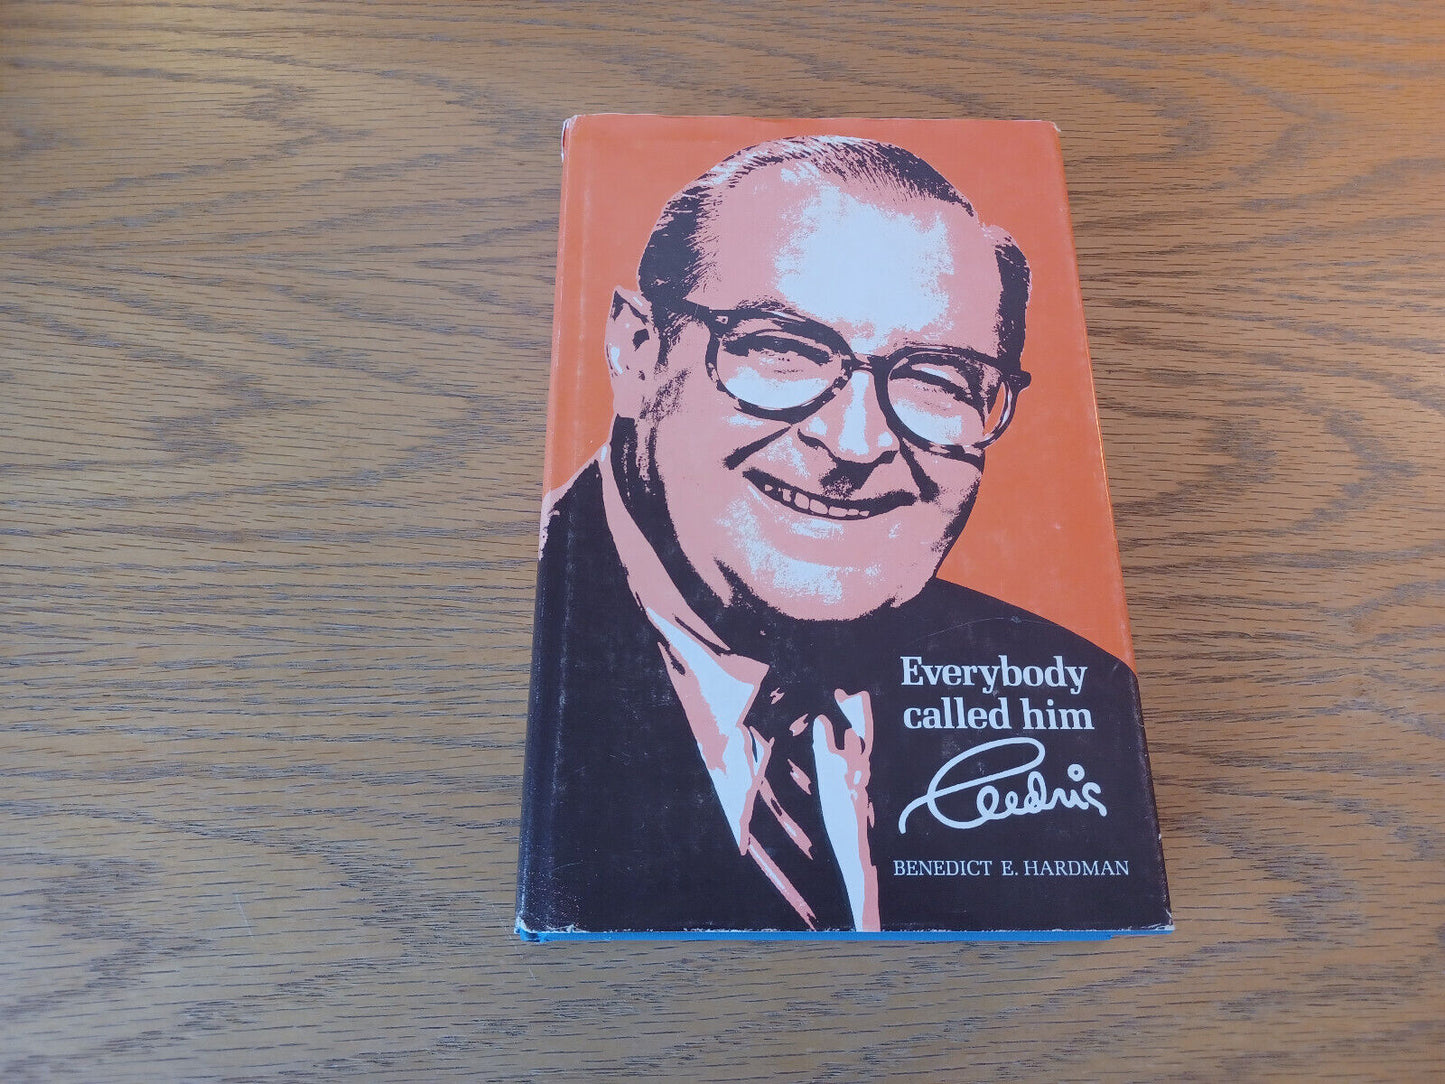 Everybody
called him
Cedric
BENEDICT E. HARDMAN